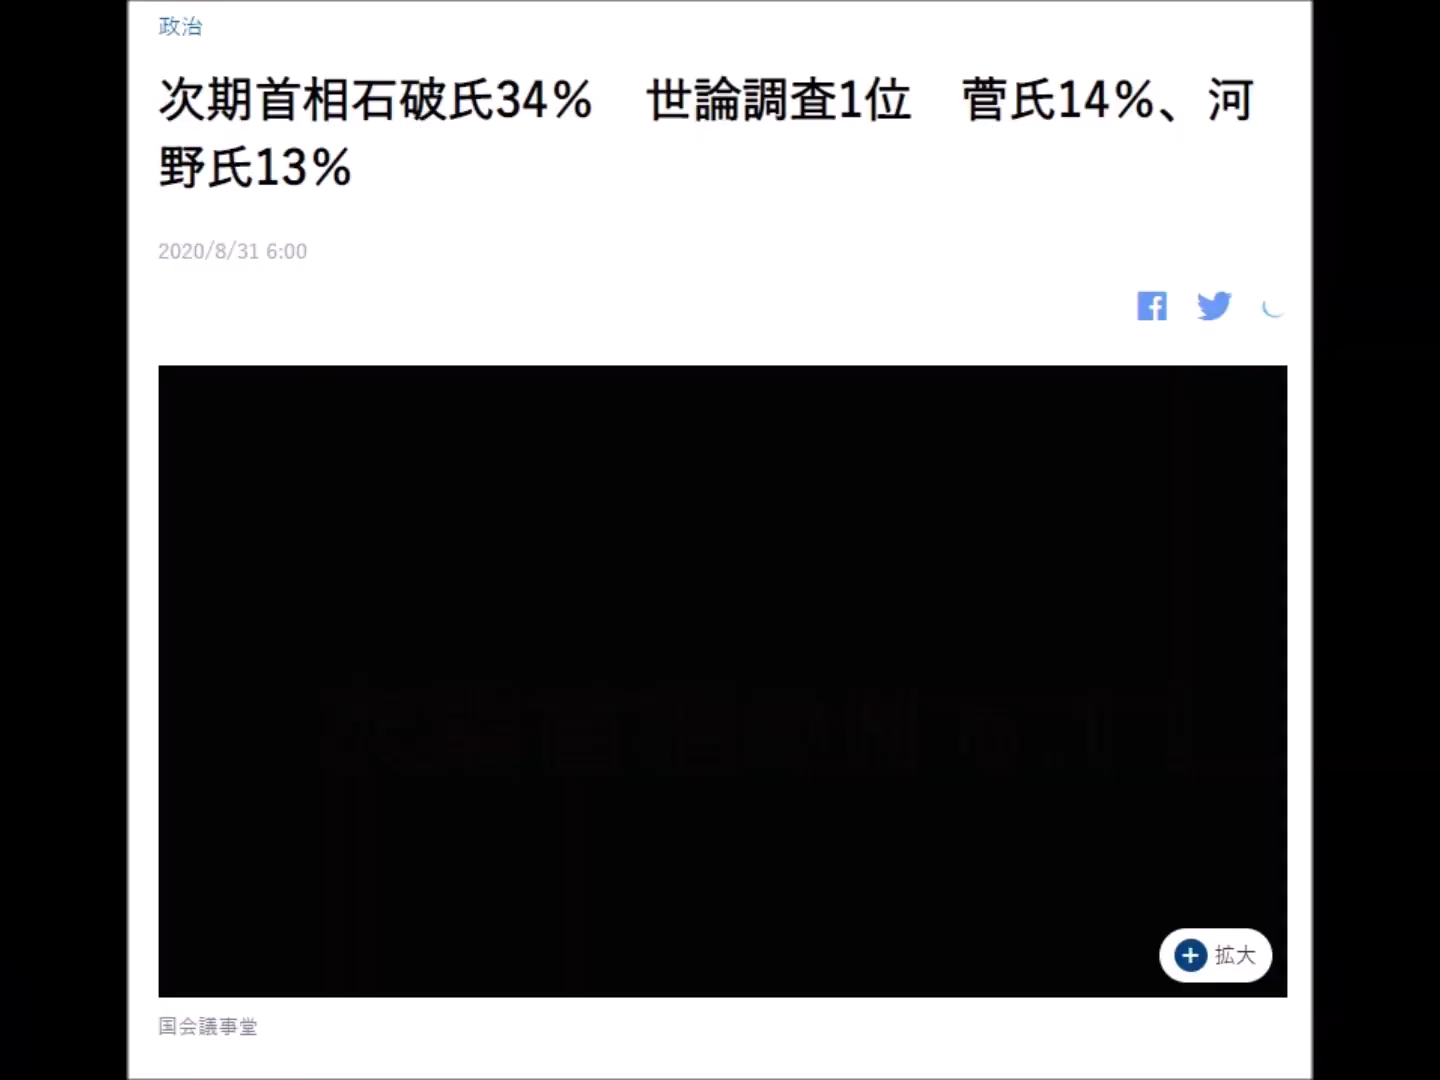 政治
次期首相石破氏34％　世論調査1位　菅氏14％、河
野氏13％
2020/8/31 6:00
拡大
国会議事堂